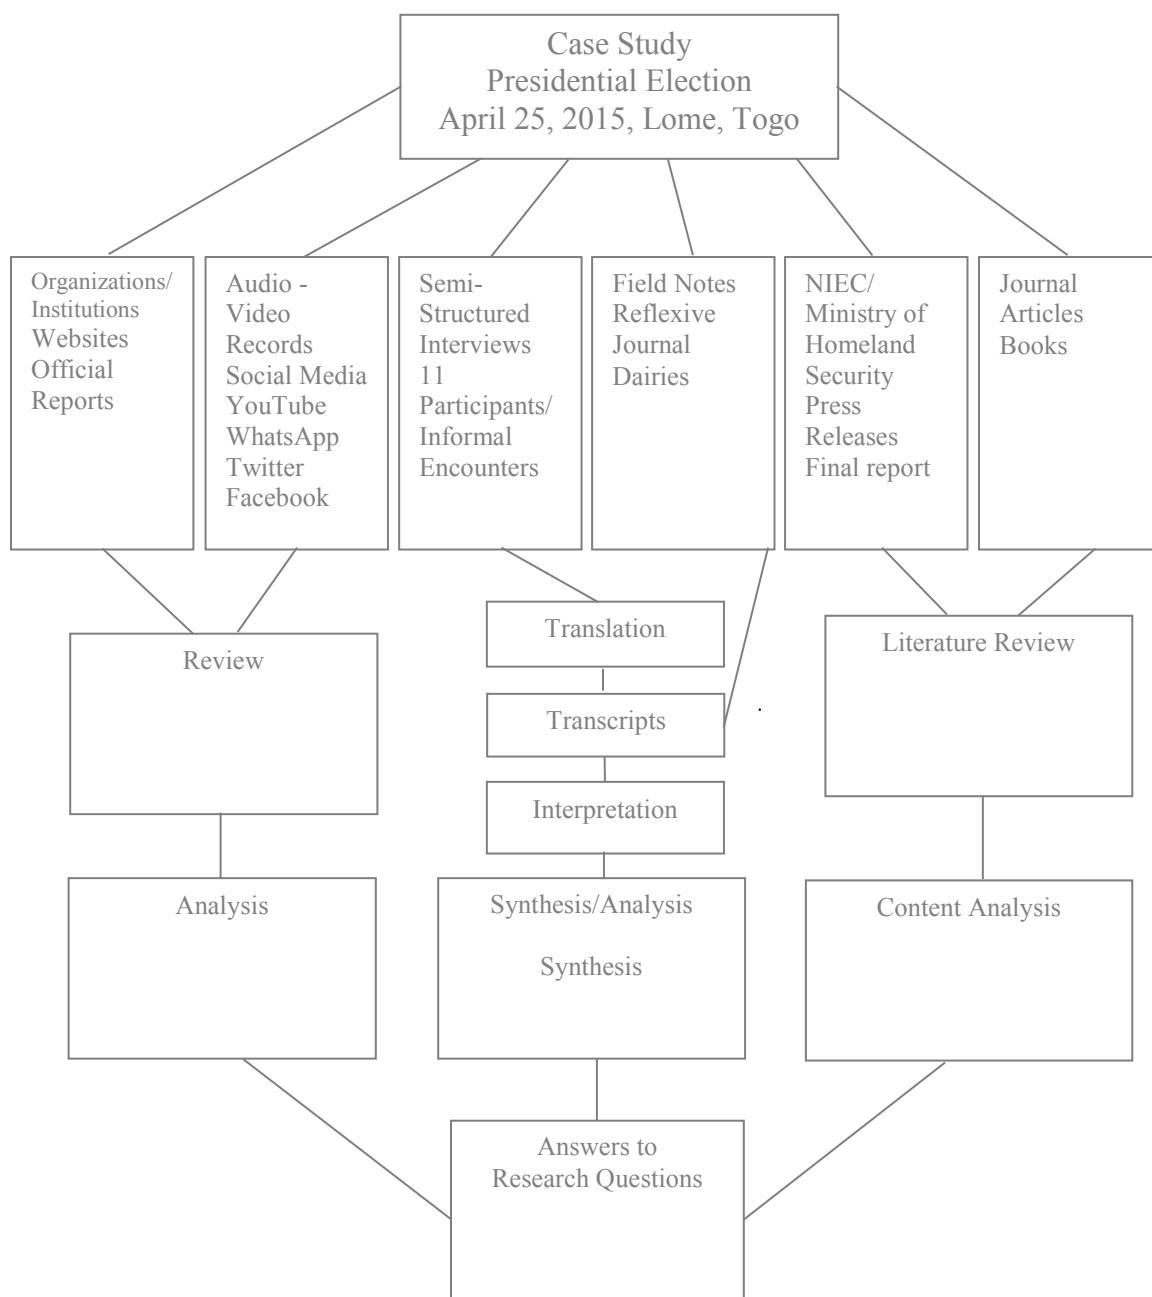 Case Study
Presidential Election
April 25, 2015, Lome, Togo
Organizations/
Institutions
Websites
Official
Reports
Audio -
Video
Records
Social Media
YouTube
WhatsApp
Twitter
Facebook
Semi-
Structured
Interviews
11
Participants/
Informal
Encounters
Field Notes
Reflexive
Journal
Dairies
NIEC/
Ministry of
Homeland
Security
Press
Releases
Final report
Journal
Articles
Books
Review
Translation
Transcripts
.
Interpretation
Literature Review
Analysis
Synthesis/Analysis
Synthesis
Content Analysis
Answers to
Research Questions